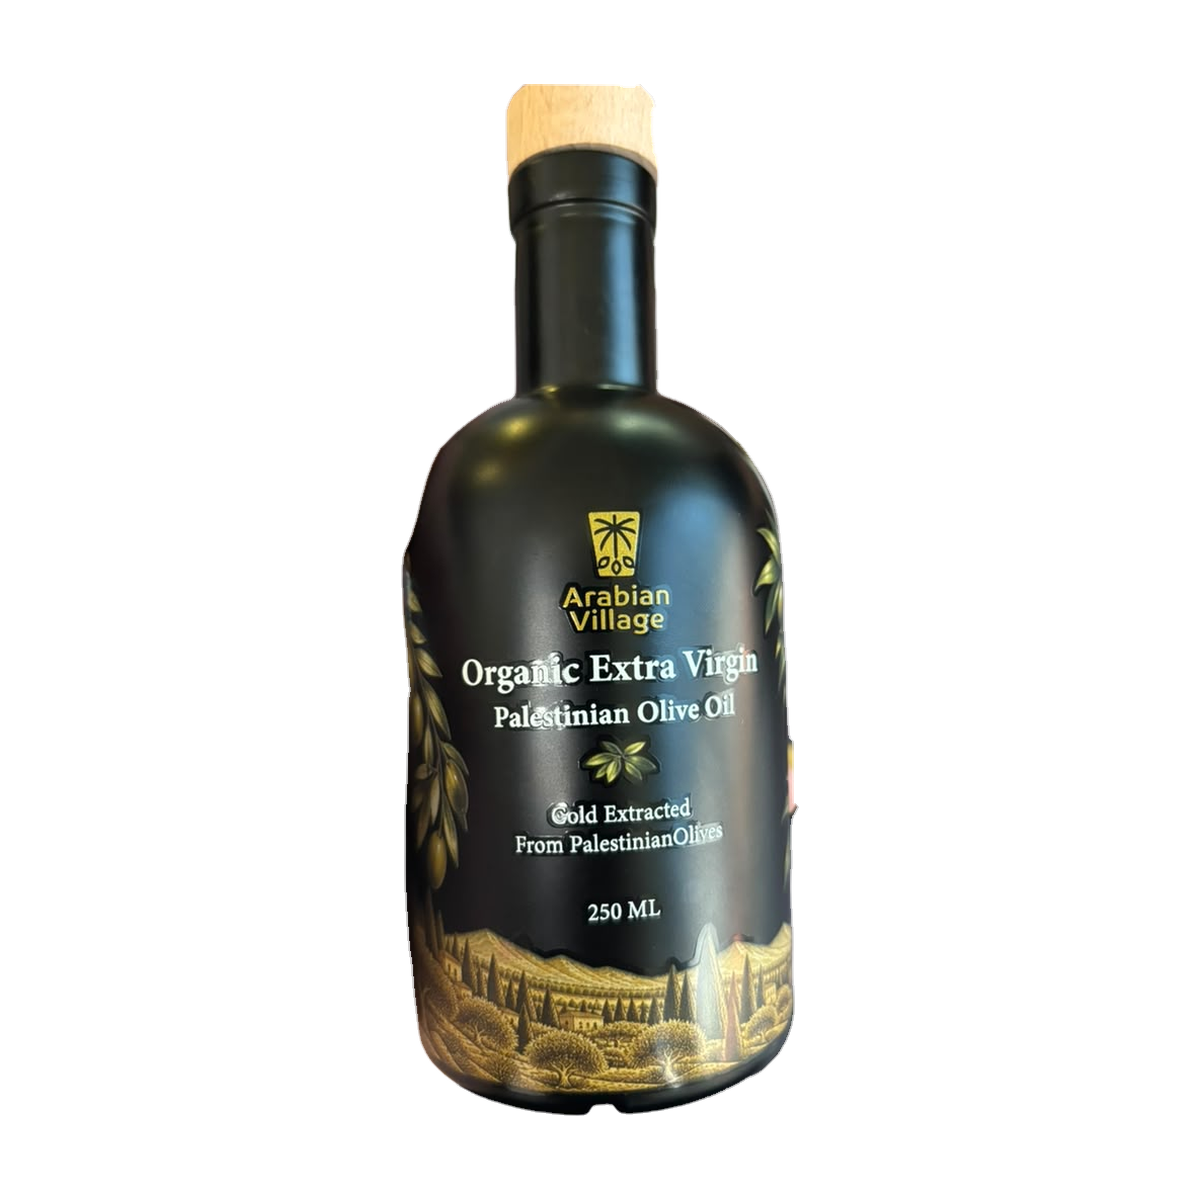 Arabian
Village
Organic Extra Virgin
Palestinian Olive Oil
Gold Extracted
From PalestinianOlives
250 ML